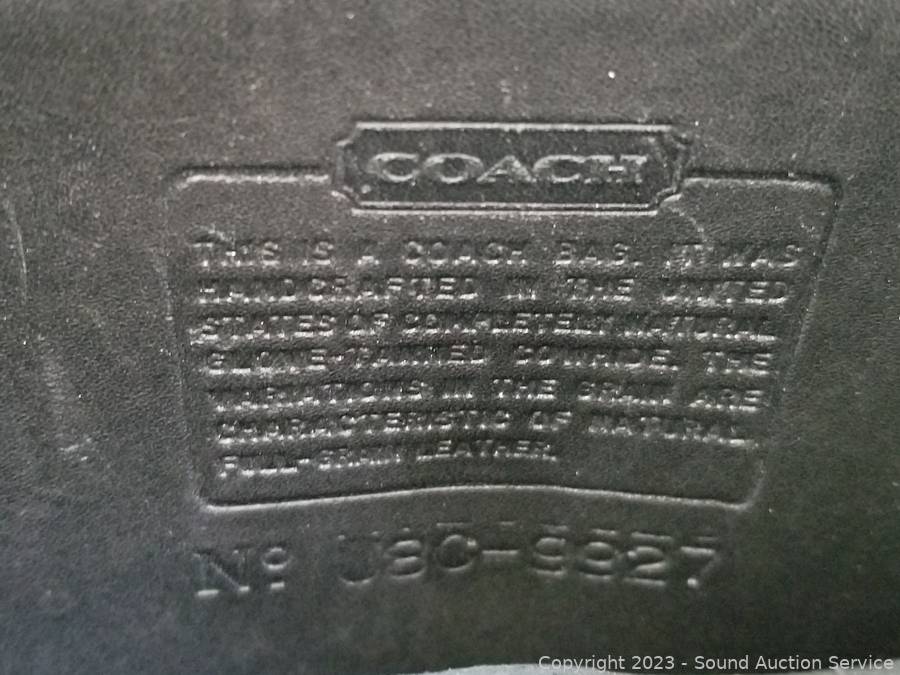 COACH
THIS IS A COACH BAG. IT WAS
HANDCRAFTED IN THE UNITED
STATES OF COMPLETELY NATURAL
GLOVE-TANNED COWHIDE. THE
VARIATIONS IN THE GRAIN ARE
CHARACTERISTIC OF NATURAL
FULL-GRAIN LEATHER.
No
Copyright 2023 - Sound Auction Service